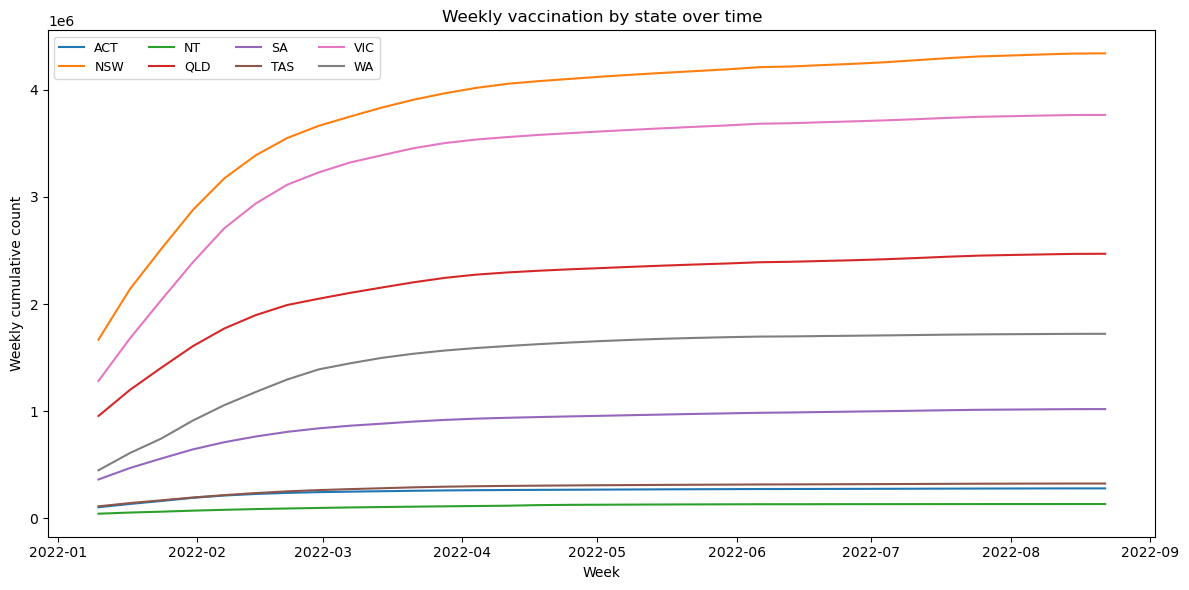 Weekly vaccination by state over time
1e6
ACT NT SA VIC
NSW QLD TAS WA
4
3
2
1
0
Weekly cumulative count
2022-01 2022-02 2022-03 2022-04 2022-05 2022-06 2022-07 2022-08 2022-09
Week